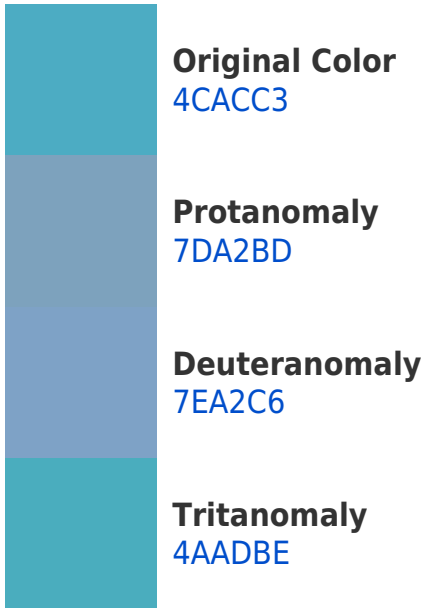 Original Color
4CACC3
Protanomaly
7DA2BD
Deuteranomaly
7EA2C6
Tritanomaly
4AADBE